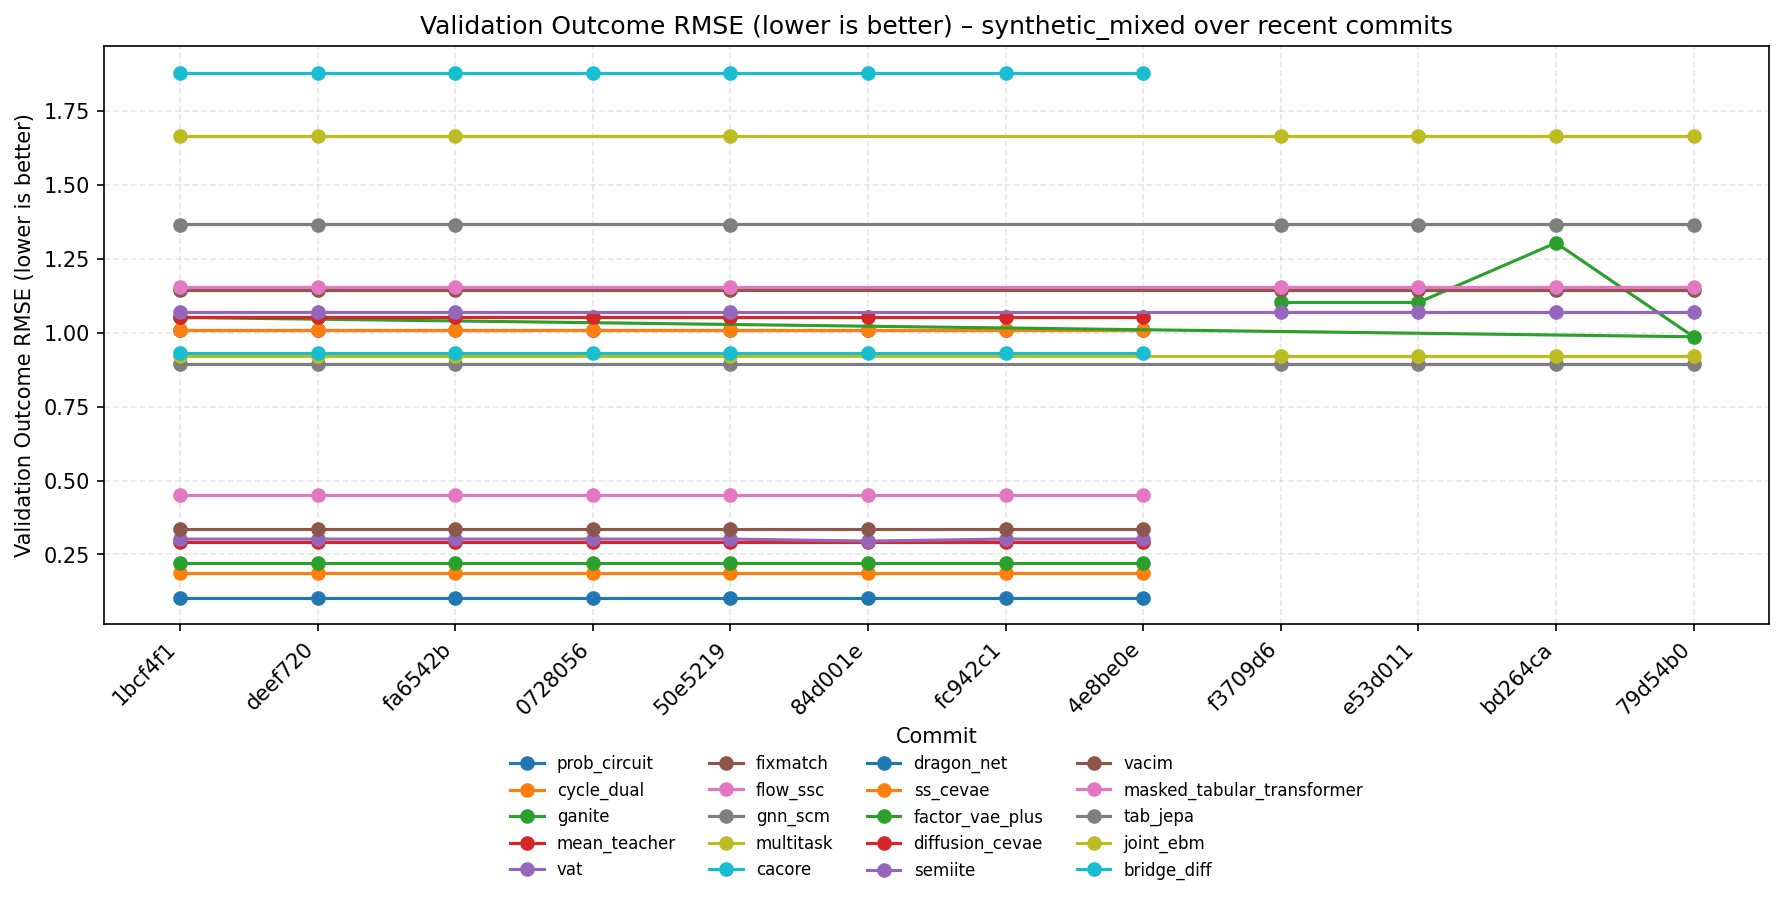 Validation Outcome RMSE (lower is better) – synthetic_mixed over recent commits
Validation Outcome RMSE (lower is better)
1.75
1.50
1.25
1.00
0.75
0.50
0.25
1bcf4f1
deef720
fa6542b
0728056
50e5219
84d001e
fc942c1
4e8be0e
f3709d6
e53d011
bd264ca
79d54b0
Commit
prob_circuit
cycle_dual
ganite
mean_teacher
vat
fixmatch
flow_ssc
gnn_scm
multitask
cacore
dragon_net
ss_cevae
factor_vae_plus
diffusion_cevae
semiite
vacim
masked_tabular_transformer
tab_jepa
joint_ebm
bridge_diff